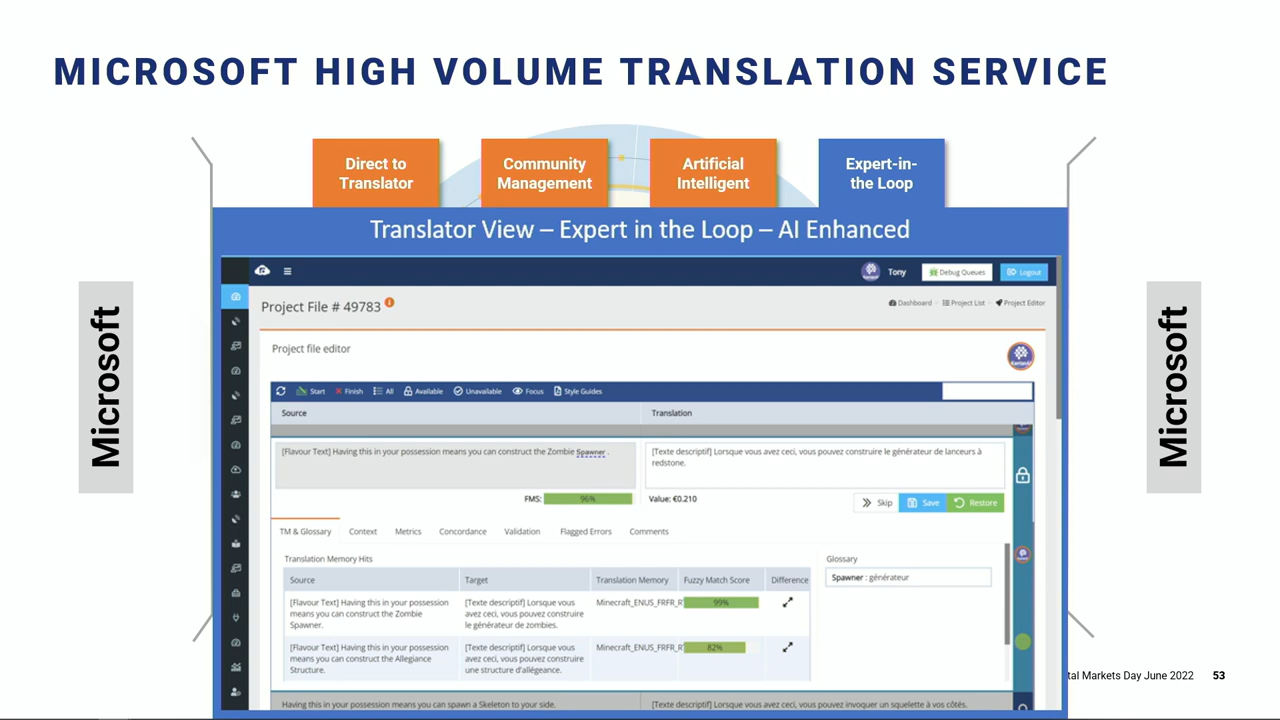 MICROSOFT HIGH VOLUME TRANSLATION SERVICE
Direct to
Translator
Community
Management
Artificial
Intelligent
Expert-in-
the Loop
Translator View – Expert in the Loop – AI Enhanced
Microsoft
Microsoft
Tony
Debug Queues
Logout
Project File # 49783
Dashboard
Project List
Project Editor
Project file editor
Start
Finish
All
Available
Unavailable
Focus
Style Guides
Source
Translation
[Flavour Text] Having this in your possession means you can construct the Zombie Spawner .
[Texte descriptif] Lorsque vous avez ceci, vous pouvez construire le générateur de lanceurs à
redstone.
FMS:
96%
Value: €0.210
Skip
Save
Restore
TM & Glossary
Context
Metrics
Concordance
Validation
Flagged Errors
Comments
Translation Memory Hits
Source
Target
Translation Memory
Fuzzy Match Score
Difference
[Flavour Text] Having this in your possession
means you can construct the Zombie
Spawner.
[Texte descriptif] Lorsque vous
avez ceci, vous pouvez construire
le générateur de zombies.
Minecraft_ENUS_FRFR_R
99%
[Flavour Text] Having this in your possession
means you can construct the Allegiance
Structure.
[Texte descriptif] Lorsque vous
avez ceci, vous pouvez construire
une structure d'allégeance.
Minecraft_ENUS_FRFR_R
82%
Glossary
Spawner : générateur
Having this in your possession means you can spawn a Skeleton to your side.
[Texte descriptif] Lorsque vous avez ceci, vous pouvez invoquer un squelette à vos côtés.
tal Markets Day June 2022
53